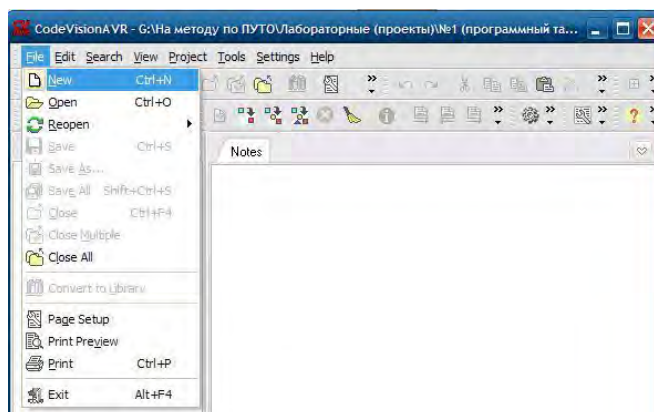 CodeVisionAVR - G:\На методу по ПУТО\Лабораторные (проекты)\№1 (программный та...
File Edit Search View Project Tools Settings Help
New Ctrl+N
Open Ctrl+O
Reopen
Save Ctrl+S
Save As...
Save All Shift+Ctrl+S
Close Ctrl+F4
Close Multiple
Close All
Convert to Library
Page Setup
Print Preview
Print Ctrl+P
Exit Alt+F4
Notes